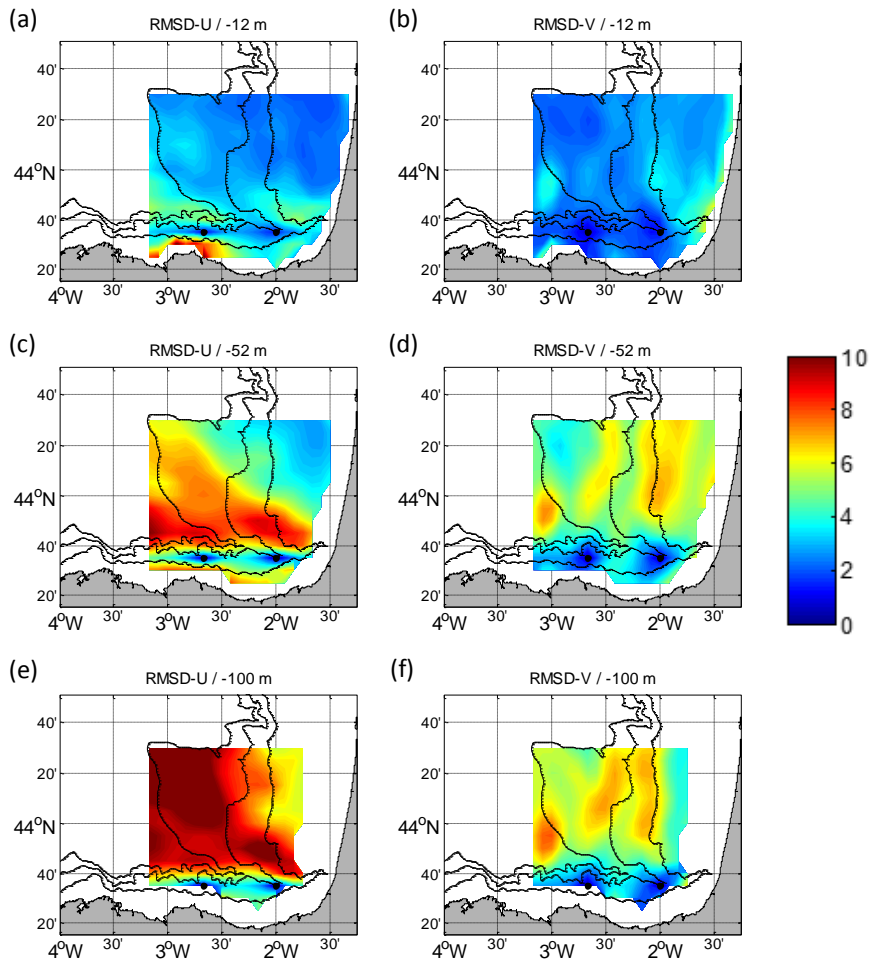 (a)
RMSD-U / -12 m
40'
20'
44°N
40'
20'
4°W 30' 3°W 30' 2°W 30'
(b)
RMSD-V / -12 m
40'
20'
44°N
40'
20'
4°W 30' 3°W 30' 2°W 30'
(c)
RMSD-U / -52 m
40'
20'
44°N
40'
20'
4°W 30' 3°W 30' 2°W 30'
(d)
RMSD-V / -52 m
40'
20'
44°N
40'
20'
4°W 30' 3°W 30' 2°W 30'
10
8
6
4
2
0
(e)
RMSD-U / -100 m
40'
20'
44°N
40'
20'
4°W 30' 3°W 30' 2°W 30'
(f)
RMSD-V / -100 m
40'
20'
44°N
40'
20'
4°W 30' 3°W 30' 2°W 30'